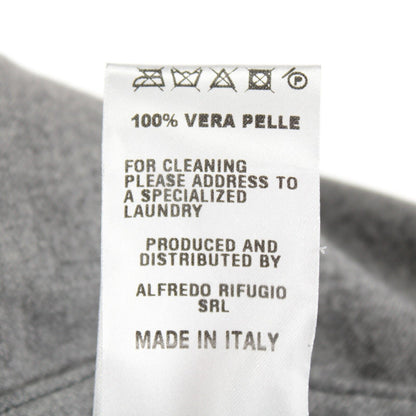 P
100% VERA PELLE
FOR CLEANING
PLEASE ADDRESS TO
A SPECIALIZED
LAUNDRY
PRODUCED AND
DISTRIBUTED BY
ALFREDO RIFUGIO
SRL
MADE IN ITALY